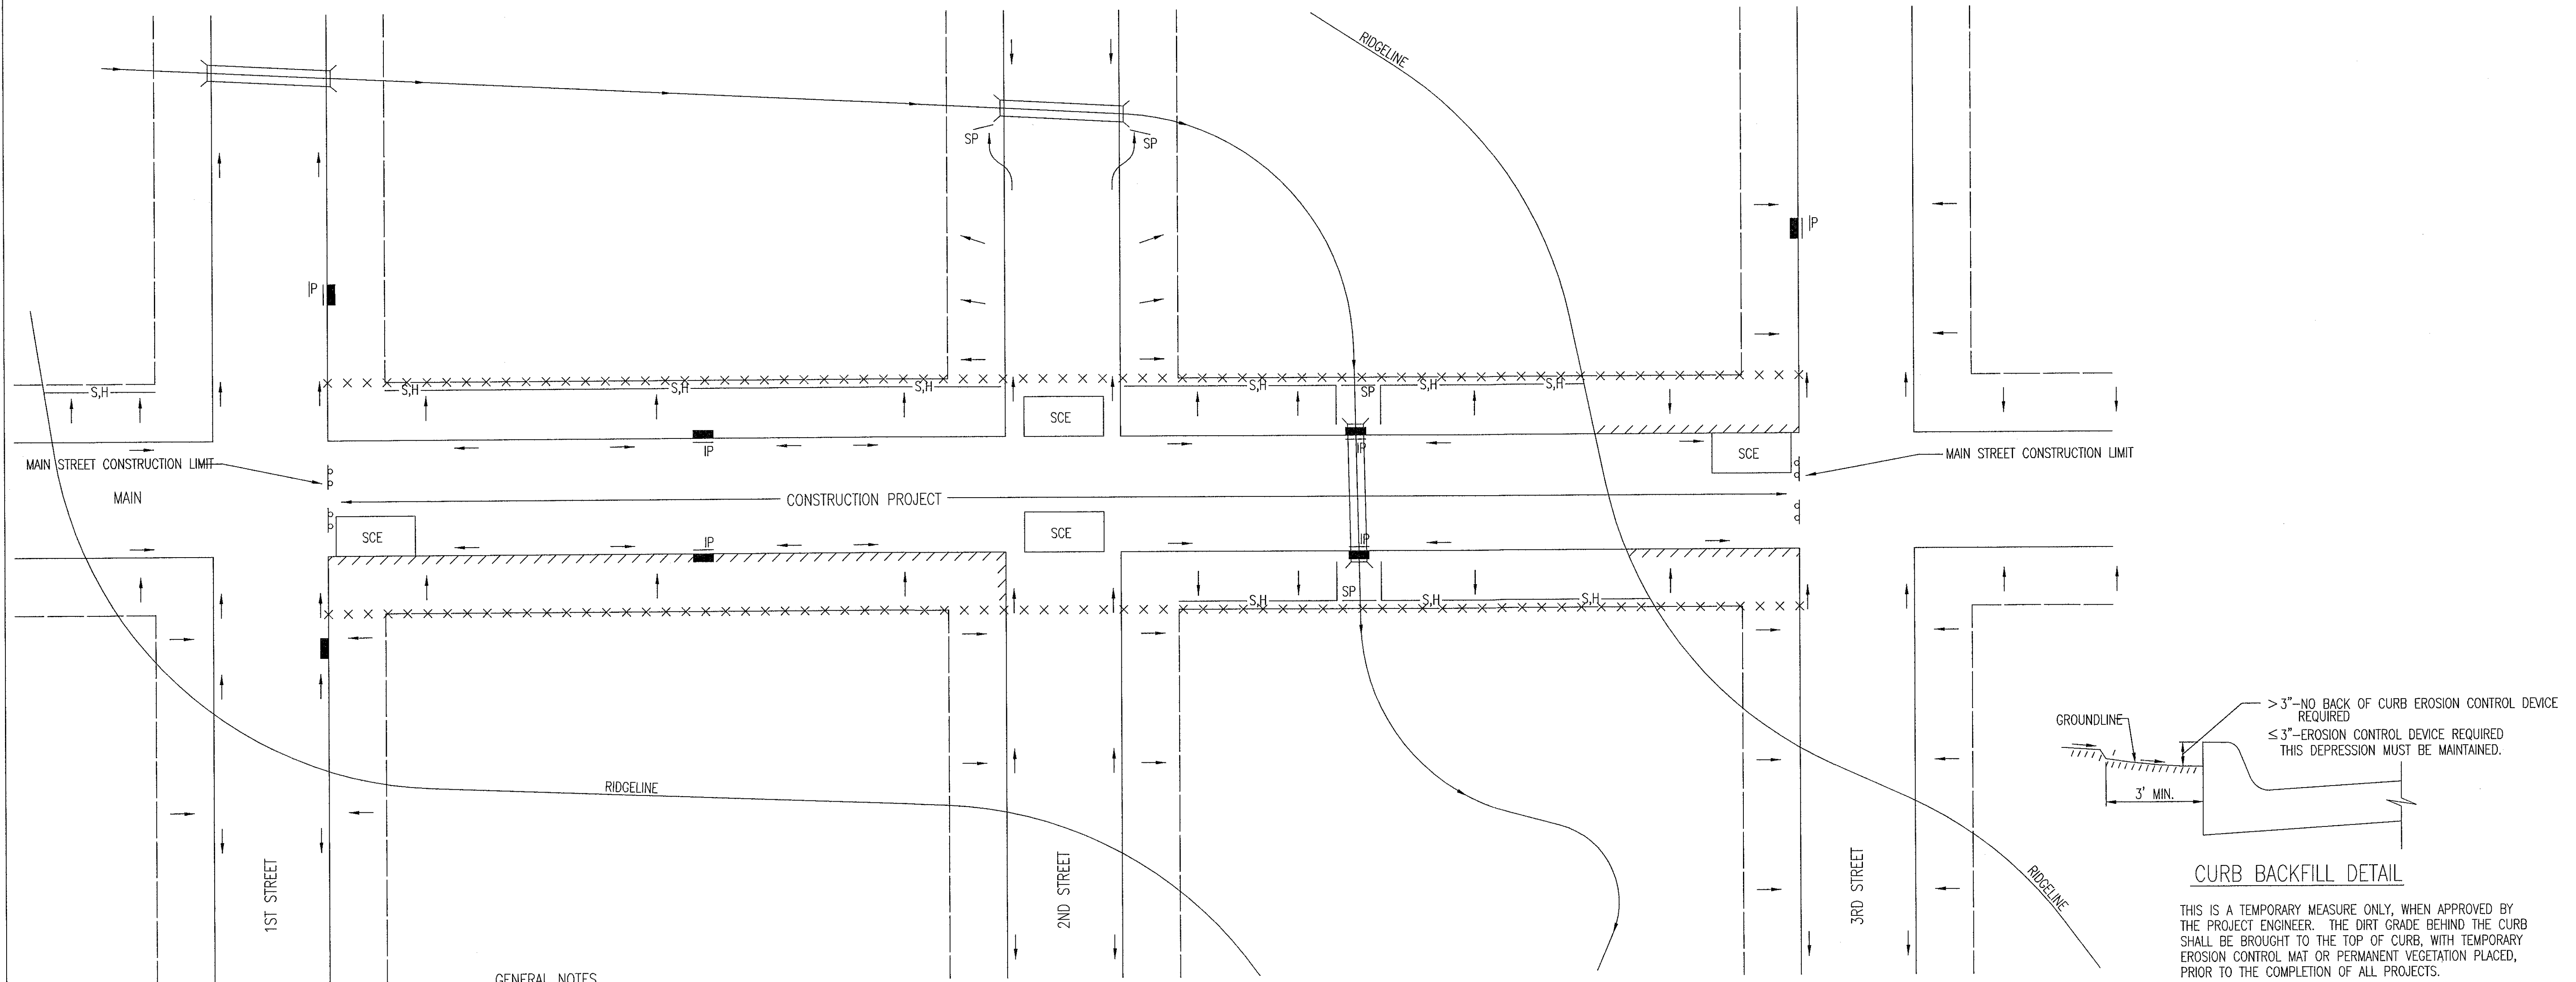 RIDGELINE
SP
SP
IP
IP
S,H
S,H
S,H
S,H
S,H
SP
S,H
S,H
SCE
MAIN STREET CONSTRUCTION LIMIT
IP
IP
SCE
MAIN STREET CONSTRUCTION LIMIT
MAIN
CONSTRUCTION PROJECT
SCE
SCE
IP
IP
SP
S,H
S,H
S,H
RIDGELINE
1ST STREET
2ND STREET
3RD STREET
RIDGELINE
GROUNDLINE
> 3"-NO BACK OF CURB EROSION CONTROL DEVICE
REQUIRED
≤ 3"-EROSION CONTROL DEVICE REQUIRED
THIS DEPRESSION MUST BE MAINTAINED.
3' MIN.
CURB BACKFILL DETAIL
THIS IS A TEMPORARY MEASURE ONLY, WHEN APPROVED BY
THE PROJECT ENGINEER. THE DIRT GRADE BEHIND THE CURB
SHALL BE BROUGHT TO THE TOP OF CURB, WITH TEMPORARY
EROSION CONTROL MAT OR PERMANENT VEGETATION PLACED,
PRIOR TO THE COMPLETION OF ALL PROJECTS.
GENERAL NOTES